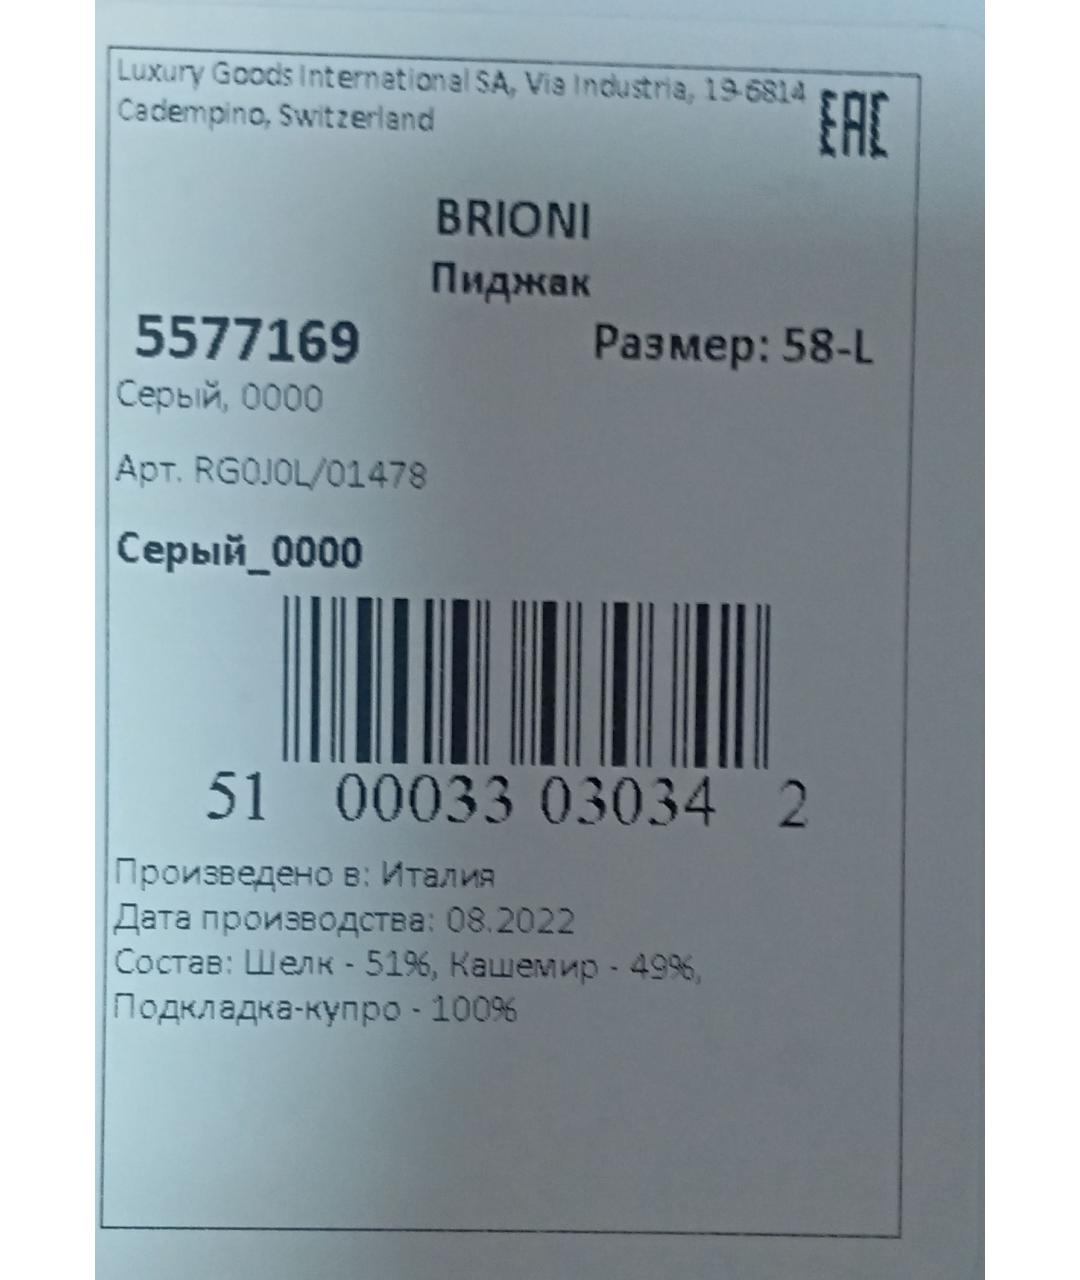 Luxury Goods International SA, Via Industria, 19-6814
Cadempino, Switzerland
EAC
BRIONI
Пиджак
5577169
Размер: 58-L
Серый, 0000
Арт. RG0J0L/01478
Серый_0000
51 00033 03034 2
Произведено в: Италия
Дата производства: 08.2022
Состав: Шелк - 51%, Кашемир - 49%,
Подкладка-купро - 100%